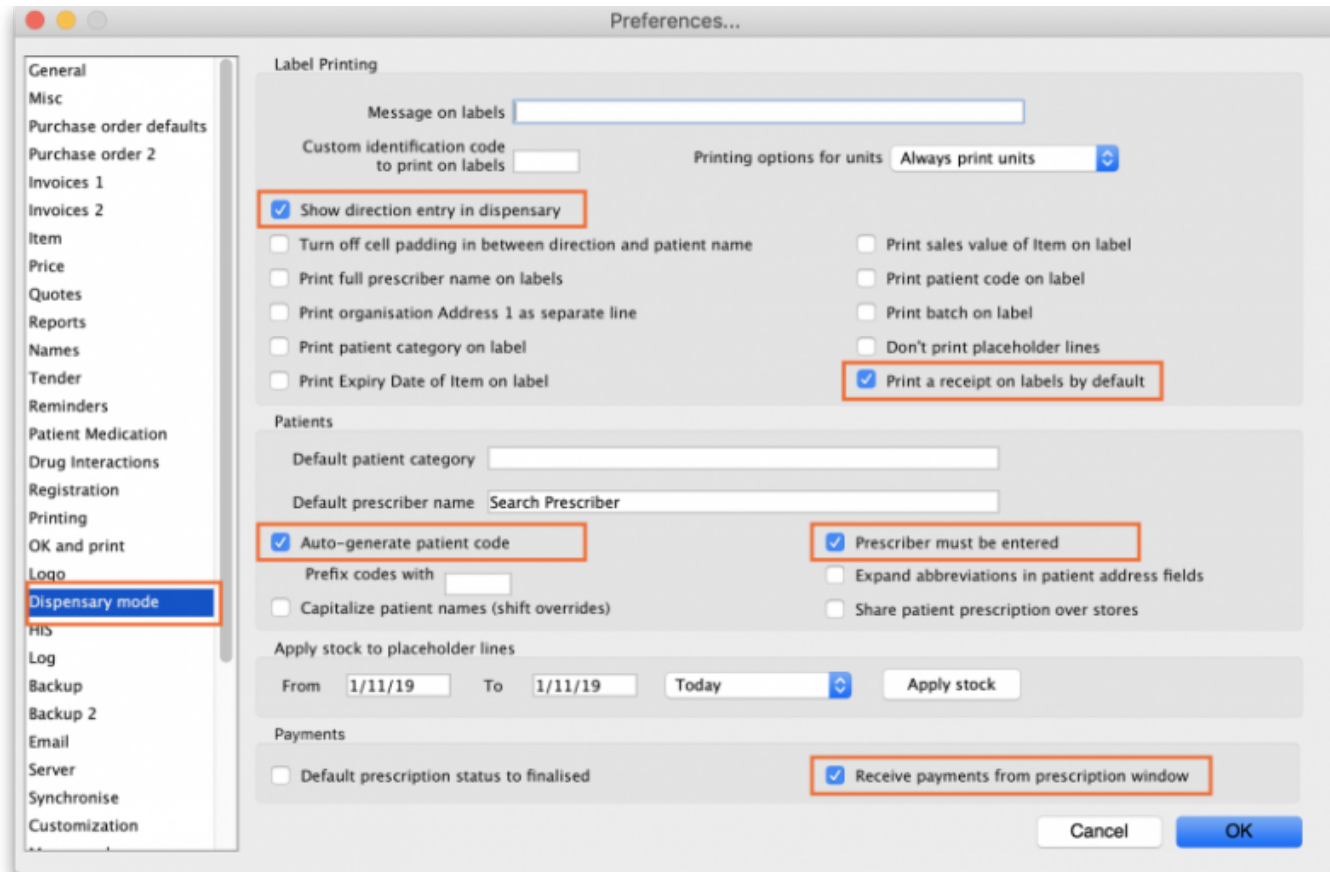 Preferences...
General
Misc
Purchase order defaults
Purchase order 2
Invoices 1
Invoices 2
Item
Price
Quotes
Reports
Names
Tender
Reminders
Patient Medication
Drug Interactions
Registration
Printing
OK and print
Logo
Dispensary mode
HIS
Log
Backup
Backup 2
Email
Server
Synchronise
Customization
Label Printing
Message on labels
Custom identification code
to print on labels
Printing options for units Always print units
Show direction entry in dispensary
Turn off cell padding in between direction and patient name
Print sales value of Item on label
Print full prescriber name on labels
Print patient code on label
Print organisation Address 1 as separate line
Print batch on label
Print patient category on label
Don't print placeholder lines
Print Expiry Date of Item on label
Print a receipt on labels by default
Patients
Default patient category
Default prescriber name Search Prescriber
Auto-generate patient code
Prescriber must be entered
Prefix codes with
Expand abbreviations in patient address fields
Capitalize patient names (shift overrides)
Share patient prescription over stores
Apply stock to placeholder lines
From 1/11/19 To 1/11/19 Today Apply stock
Payments
Default prescription status to finalised
Receive payments from prescription window
Cancel OK